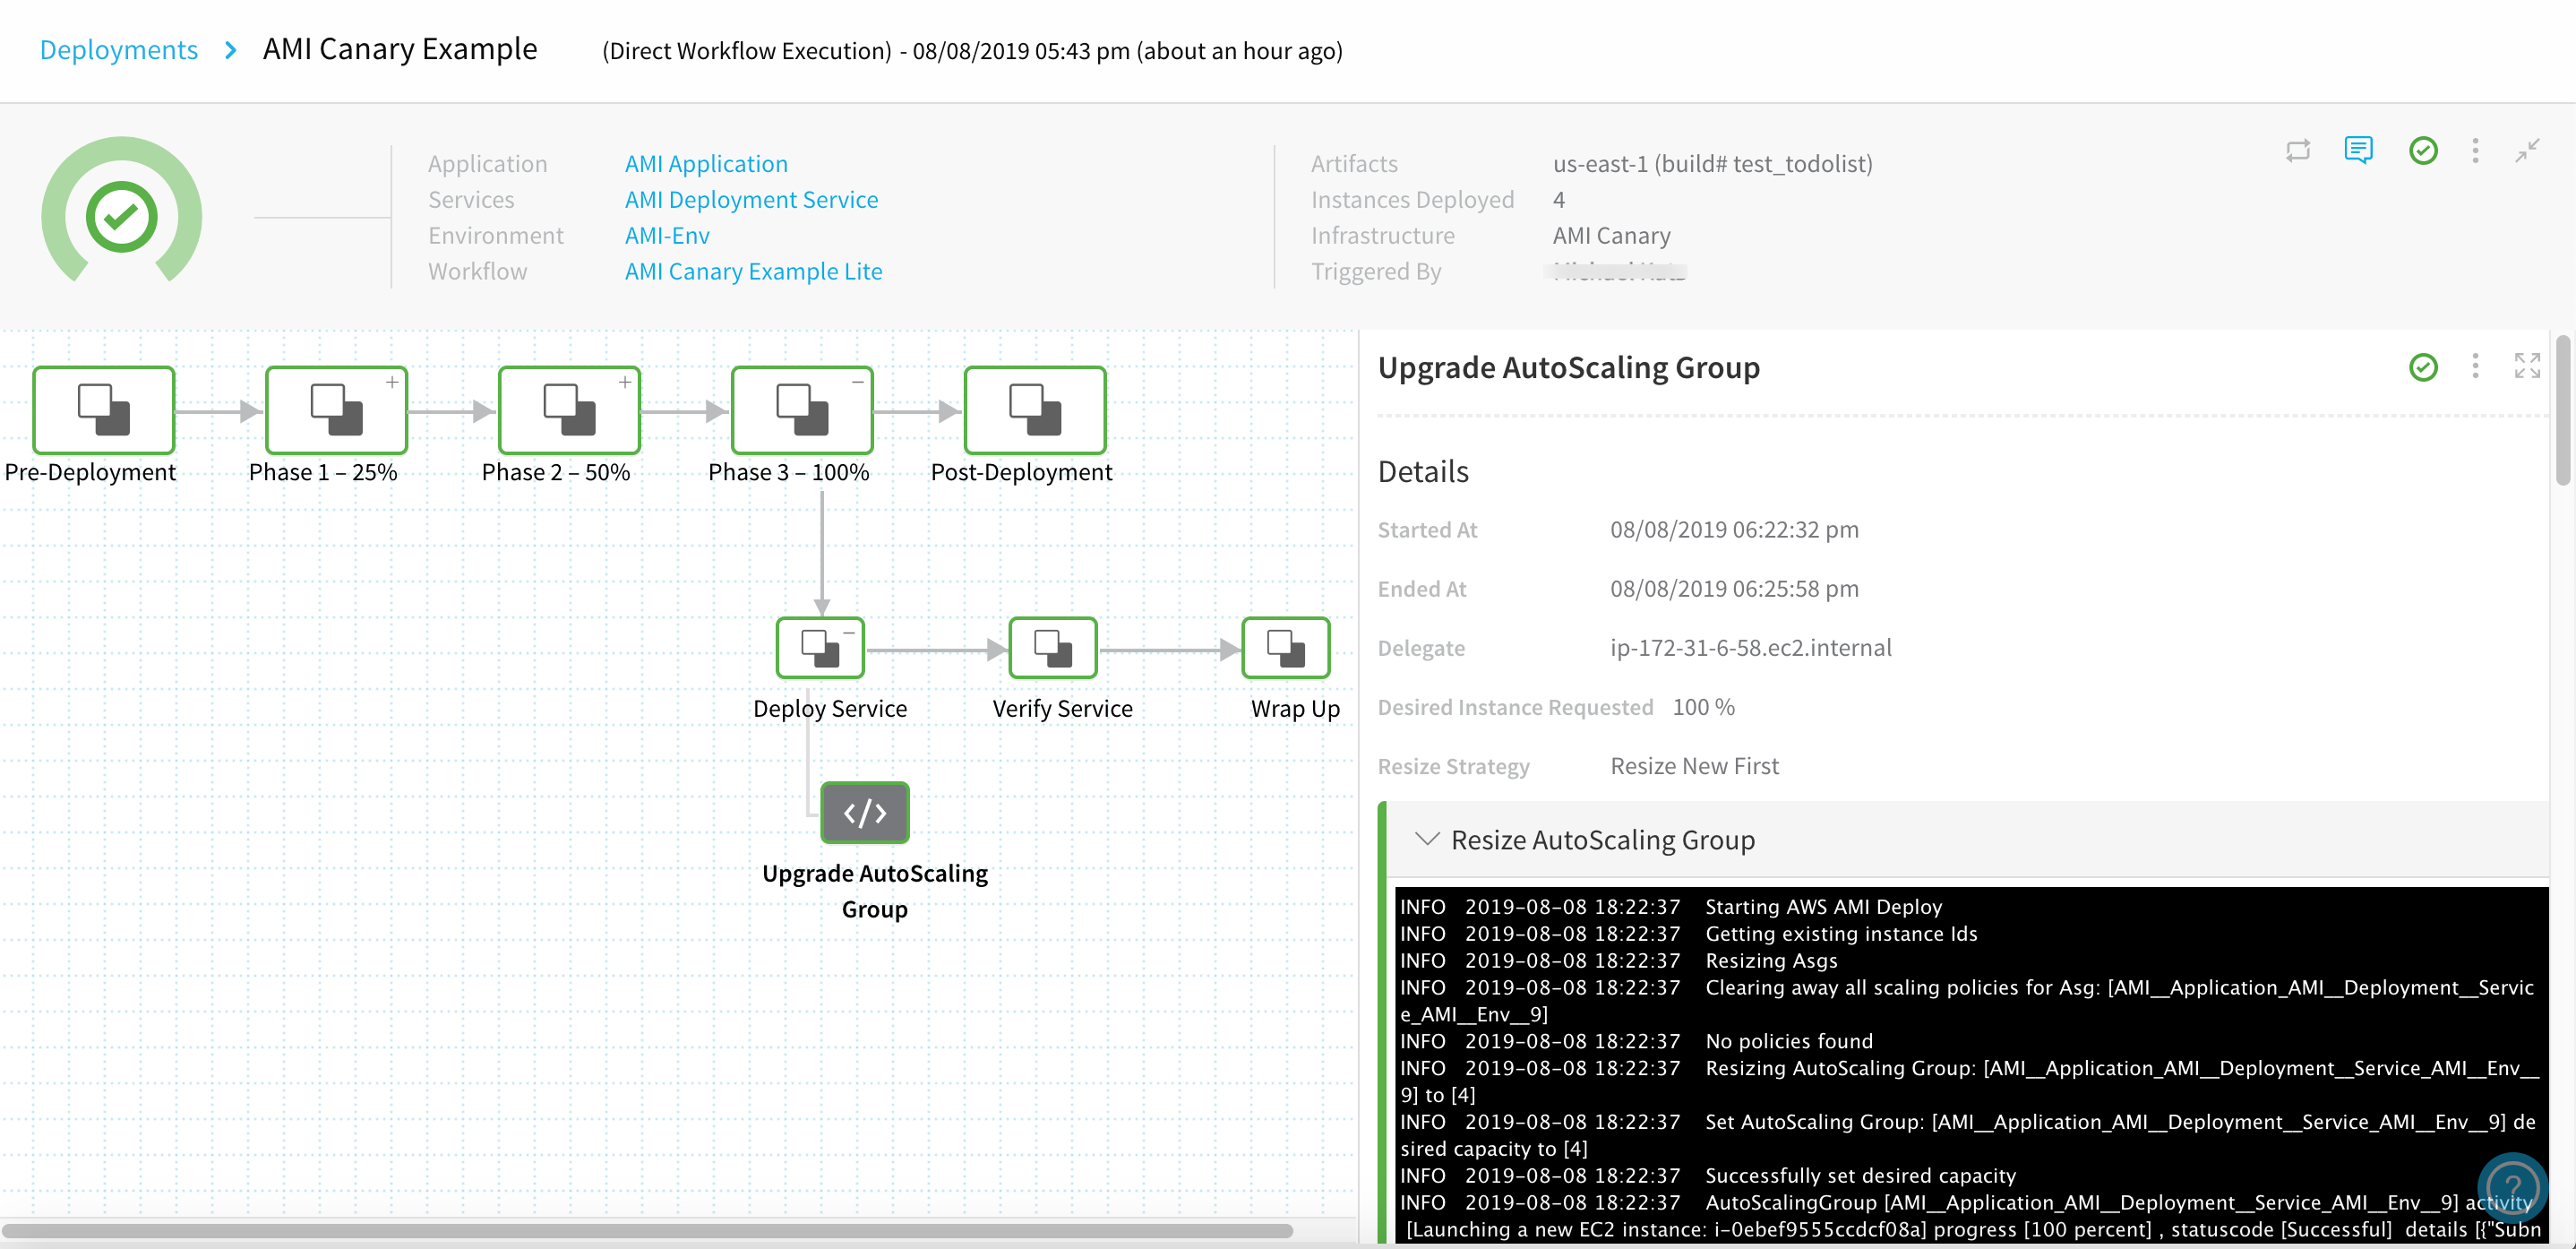 Deployments > AMI Canary Example (Direct Workflow Execution) - 08/08/2019 05:43 pm (about an hour ago)
Application AMI Application
Services AMI Deployment Service
Environment AMI-Env
Workflow AMI Canary Example Lite
Artifacts us-east-1 (build# test_todolist)
Instances Deployed 4
Infrastructure AMI Canary
Triggered By
Pre-Deployment
Phase 1 – 25%
Phase 2 – 50%
Phase 3 – 100%
Post-Deployment
Deploy Service
Verify Service
Wrap Up
</>
Upgrade AutoScaling
Group
Upgrade AutoScaling Group
Details
Started At 08/08/2019 06:22:32 pm
Ended At 08/08/2019 06:25:58 pm
Delegate ip-172-31-6-58.ec2.internal
Desired Instance Requested 100 %
Resize Strategy Resize New First
Resize AutoScaling Group
INFO 2019-08-08 18:22:37 Starting AWS AMI Deploy
INFO 2019-08-08 18:22:37 Getting existing instance Ids
INFO 2019-08-08 18:22:37 Resizing Asgs
INFO 2019-08-08 18:22:37 Clearing away all scaling policies for Asg: [AMI__Application_AMI__Deployment__Servic
e_AMI__Env__9]
INFO 2019-08-08 18:22:37 No policies found
INFO 2019-08-08 18:22:37 Resizing AutoScaling Group: [AMI__Application_AMI__Deployment__Service_AMI__Env__
9] to [4]
INFO 2019-08-08 18:22:37 Set AutoScaling Group: [AMI__Application_AMI__Deployment__Service_AMI__Env__9] de
sired capacity to [4]
INFO 2019-08-08 18:22:37 Successfully set desired capacity
INFO 2019-08-08 18:22:37 AutoScalingGroup [AMI__Application_AMI__Deployment__Service_AMI__Env__9] activity
[Launching a new EC2 instance: i-0ebef9555ccdcf08a] progress [100 percent] , statuscode [Successful] details [{"Subn
?